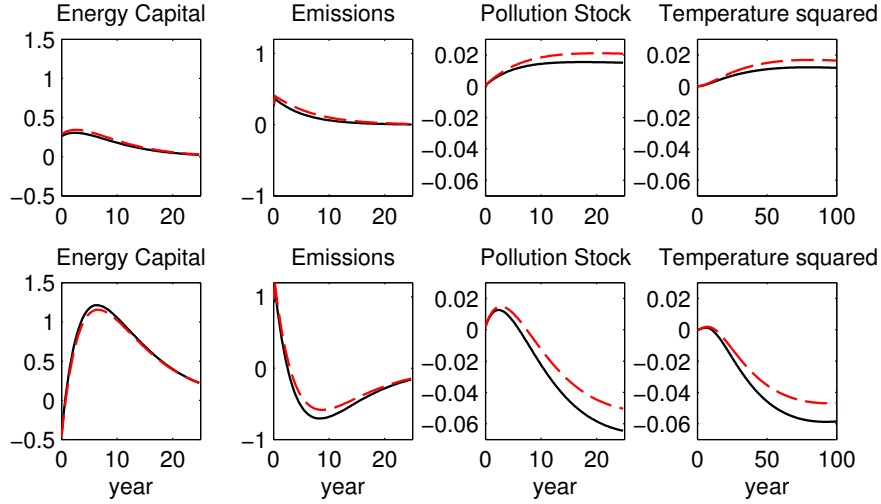 Energy Capital
Emissions
Pollution Stock
Temperature squared
1.5
1
0.5
0
−0.5
0 10 20
1
0
−1
0 20
0.02
0
−0.02
−0.04
−0.06
0 20
0.02
0
−0.02
−0.04
−0.06
0 50 100
Energy Capital
Emissions
Pollution Stock
Temperature squared
1.5
1
0.5
0
−0.5
0 10 20
year
1
0
−1
0 20
year
0.02
0
−0.02
−0.04
−0.06
0 20
year
0.02
0
−0.02
−0.04
−0.06
0 50 100
year